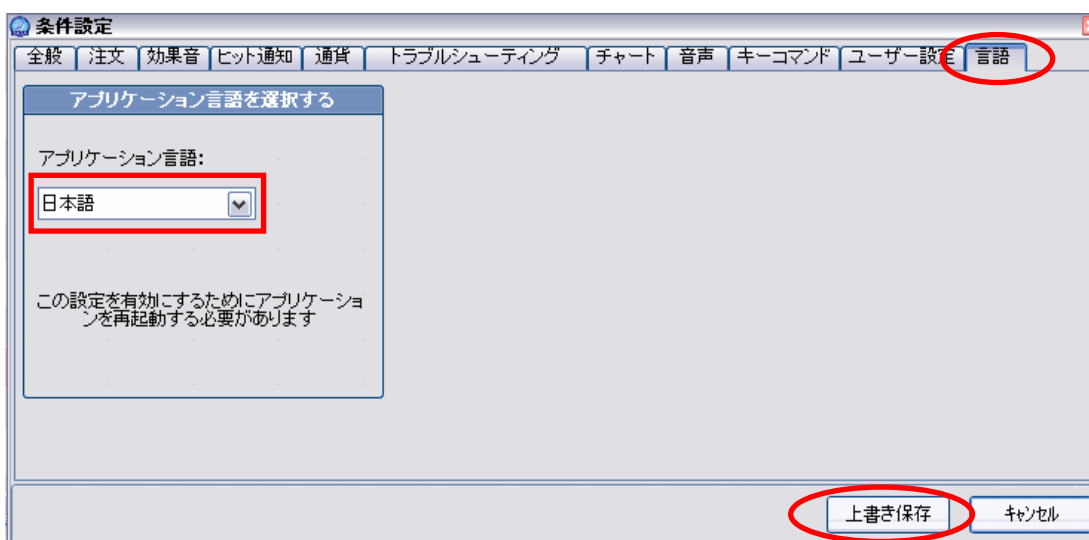 条件設定
全般 注文 効果音 ヒット通知 通貨 トラブルシューティング チャート 音声 キーコマンド ユーザー設定 言語
アプリケーション言語を選択する
アプリケーション言語:
日本語
この設定を有効にするためにアプリケーショ
ンを再起動する必要があります
上書き保存 キャンセル